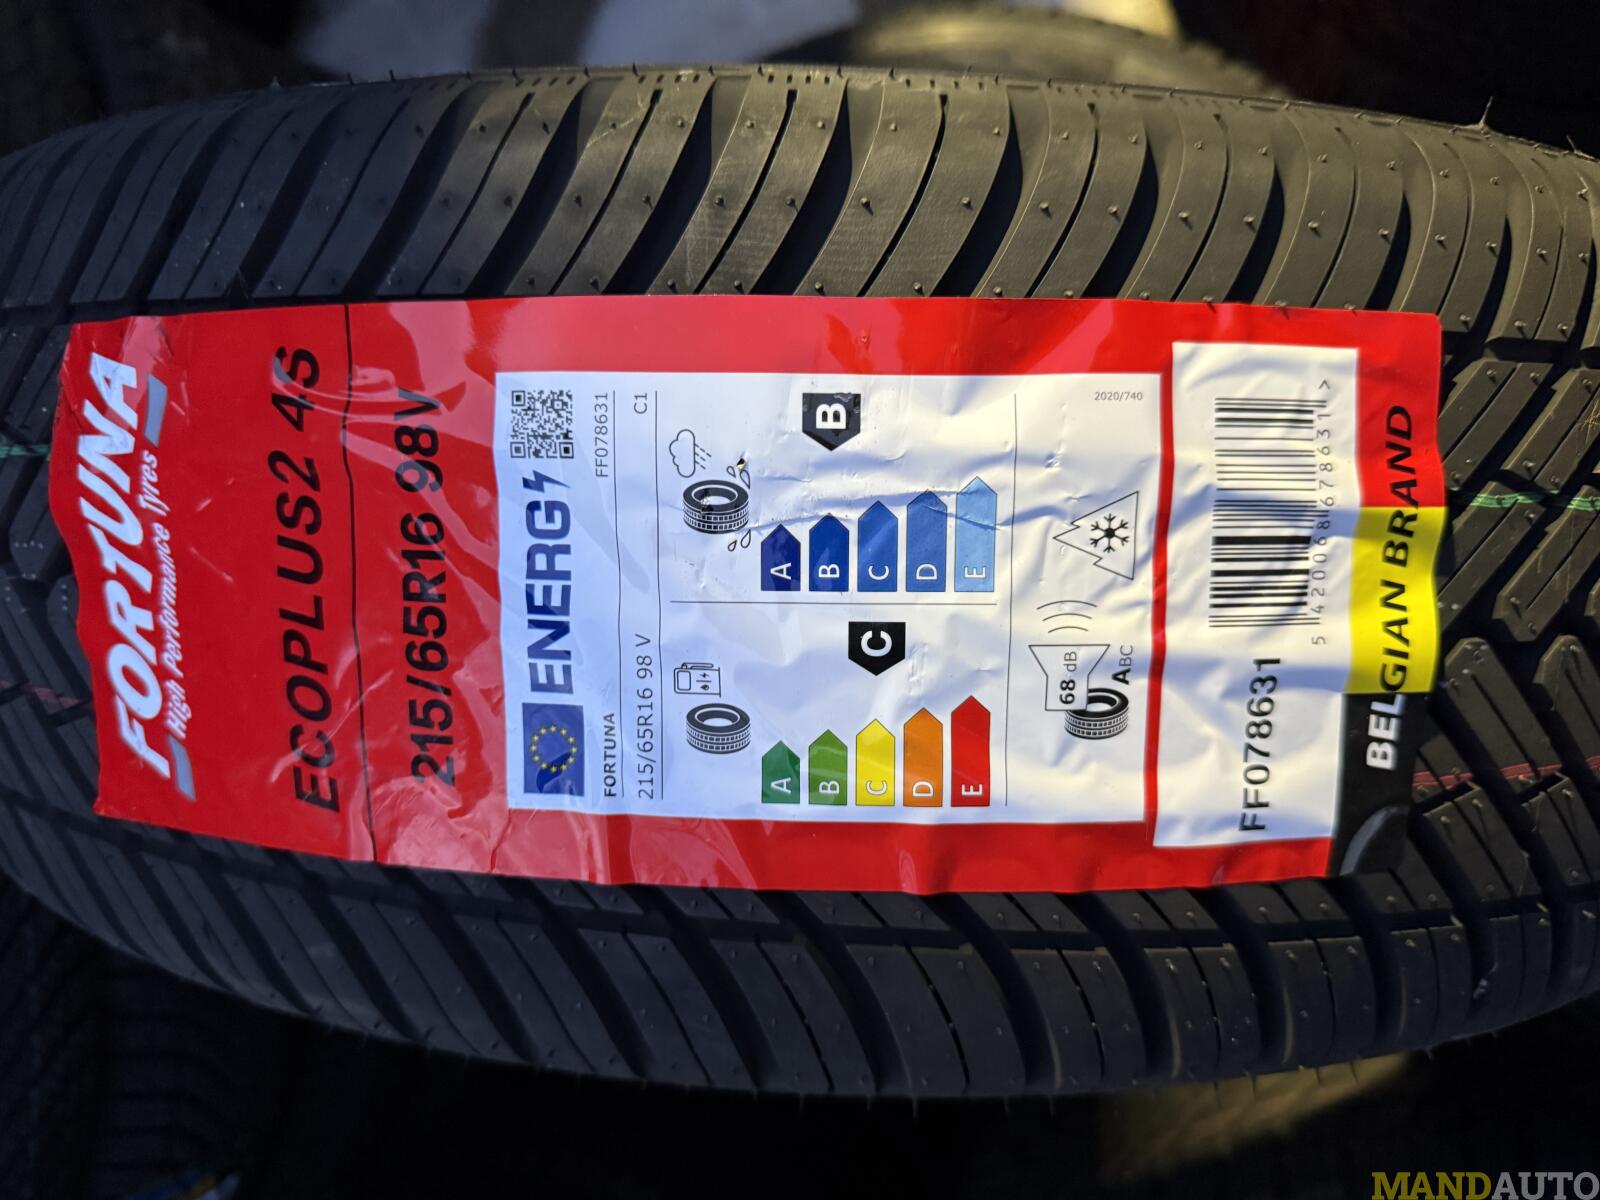 FORTUNA
High Performance Tyres
ECOPLUS2 4S
215/65R16 98V
ENERG
FORTUNA
FF078631
215/65R16 98 V
C1
A
B
C
D
E
C
A
B
C
D
E
B
68 dB
ABC
2020/740
FF078631
5 420068 678631 >
BELGIAN BRAND
MANDAUTO